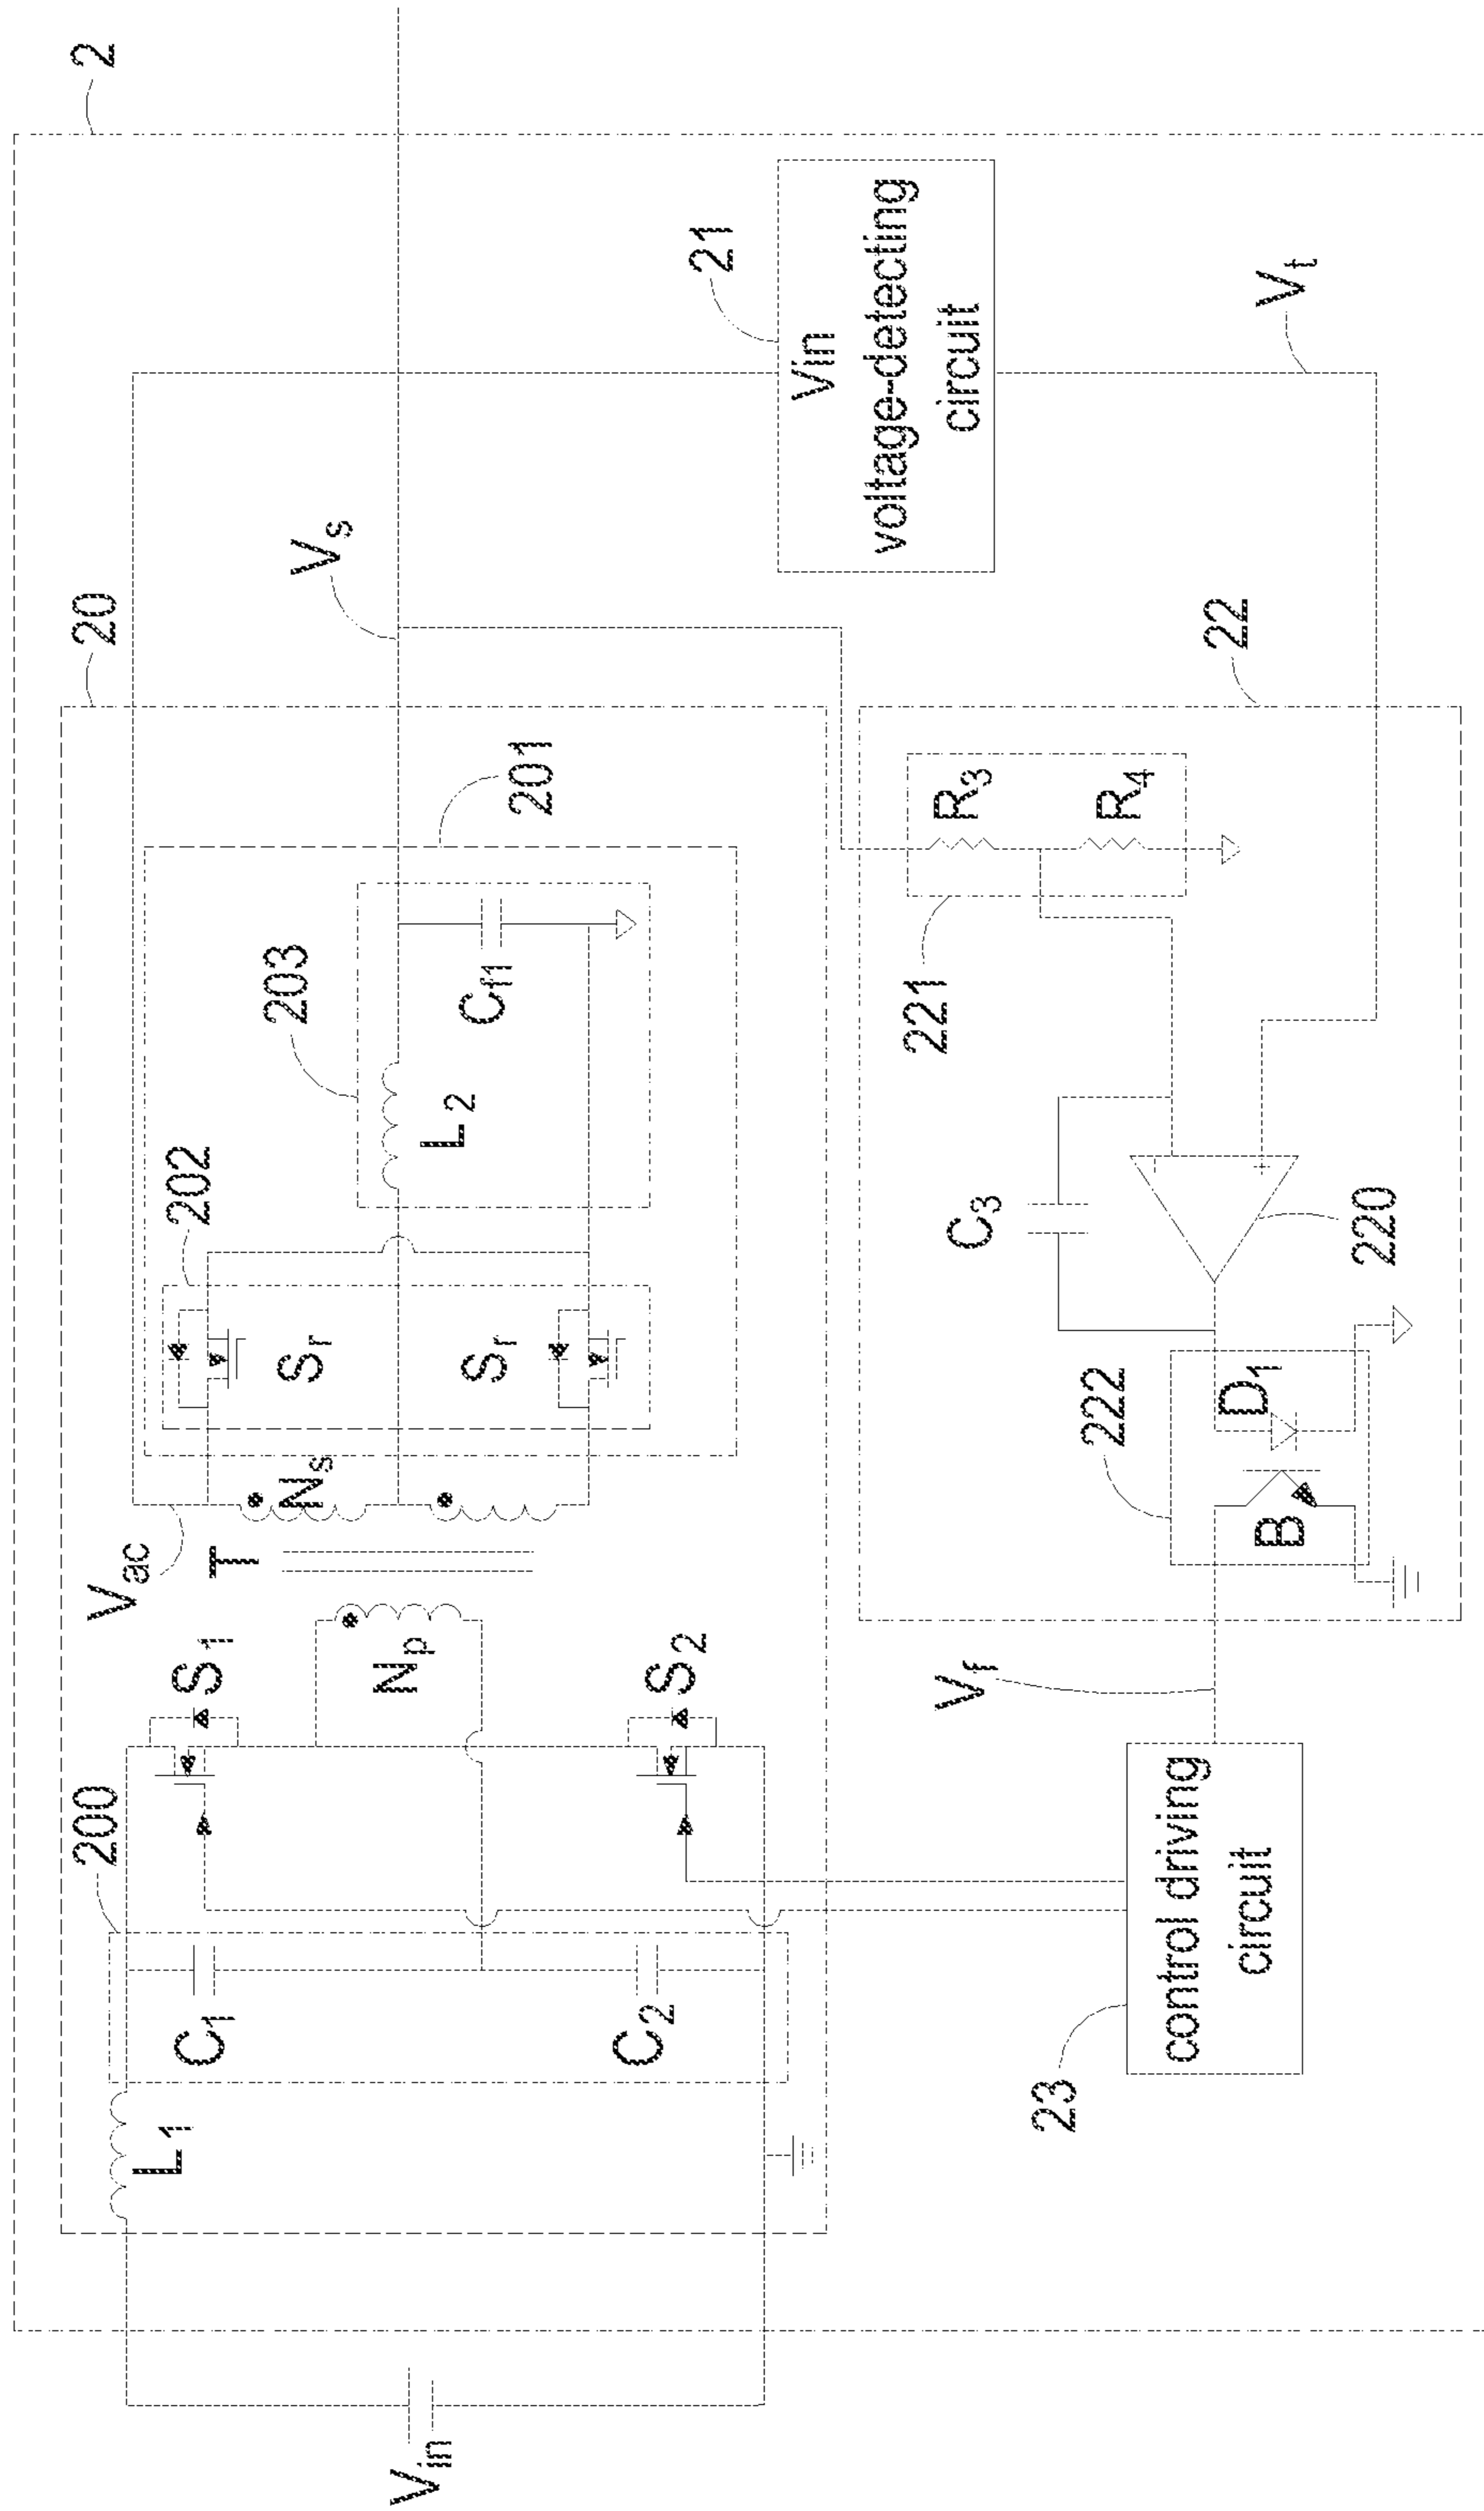 2
20
200
L1
C1
C2
Vin
S1
S2
Np
T
Vac
Ns
202
Sr
Sr
203
L2
Cf1
201
Vs
21
Vin
voltage-detecting
circuit
Vt
22
221
R3
R4
C3
220
222
D1
B
Vf
23
control driving
circuit